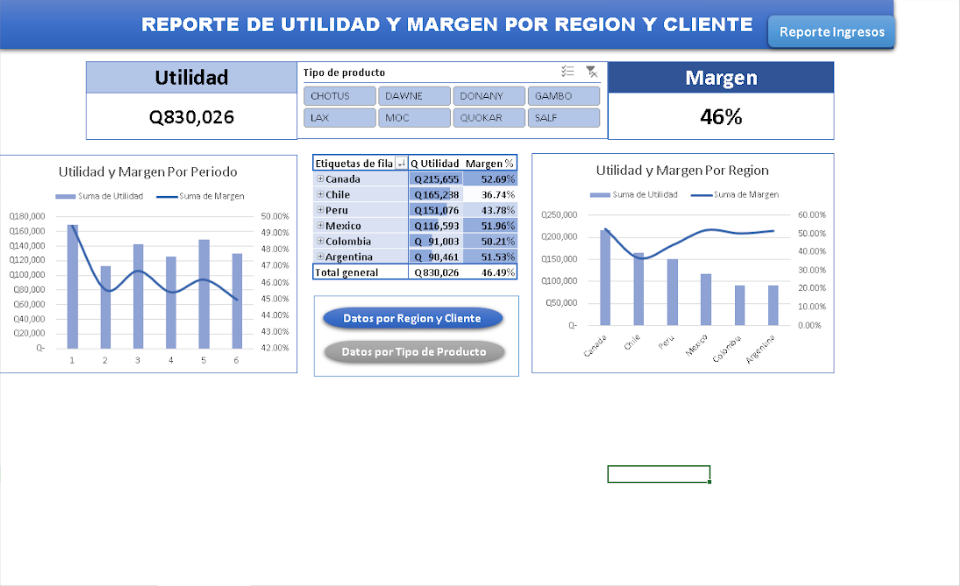 REPORTE DE UTILIDAD Y MARGEN POR REGION Y CLIENTE
Reporte Ingresos
Utilidad
Q830,026
Tipo de producto
CHOTUS DAWNE DONANY GAMBO
LAX MOC QUOKAR SALF
Margen
46%
Utilidad y Margen Por Periodo
Suma de Utilidad Suma de Margen
Q180,000
Q160,000
Q140,000
Q120,000
Q100,000
Q80,000
Q60,000
Q40,000
Q20,000
Q-
50.00%
49.00%
48.00%
47.00%
46.00%
45.00%
44.00%
43.00%
42.00%
1 2 3 4 5 6
Etiquetas de fila Q Utilidad Margen %
Canada Q 215,655 52.69%
Chile Q 165,238 36.74%
Peru Q 151,076 43.78%
Mexico Q 116,593 51.96%
Colombia Q 91,003 50.21%
Argentina Q 90,461 51.53%
Total general Q 830,026 46.49%
Datos por Region y Cliente
Datos por Tipo de Producto
Utilidad y Margen Por Region
Suma de Utilidad Suma de Margen
Q250,000
Q200,000
Q150,000
Q100,000
Q50,000
Q-
60.00%
50.00%
40.00%
30.00%
20.00%
10.00%
0.00%
Canada Chile Peru Mexico Colombia Argentina